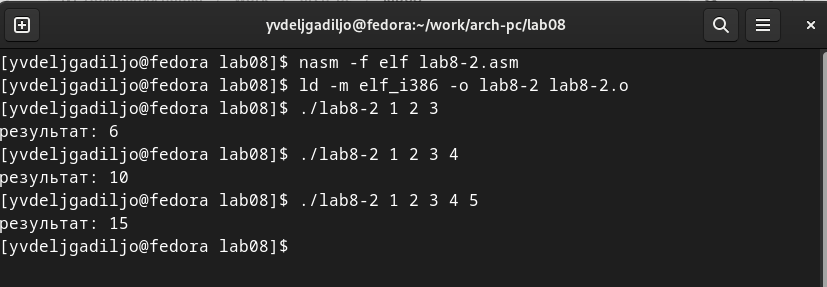 yvdeljgadiljo@fedora:~/work/arch-pc/lab08
[yvdeljgadiljo@fedora lab08]$ nasm -f elf lab8-2.asm
[yvdeljgadiljo@fedora lab08]$ ld -m elf_i386 -o lab8-2 lab8-2.o
[yvdeljgadiljo@fedora lab08]$ ./lab8-2 1 2 3
результат: 6
[yvdeljgadiljo@fedora lab08]$ ./lab8-2 1 2 3 4
результат: 10
[yvdeljgadiljo@fedora lab08]$ ./lab8-2 1 2 3 4 5
результат: 15
[yvdeljgadiljo@fedora lab08]$